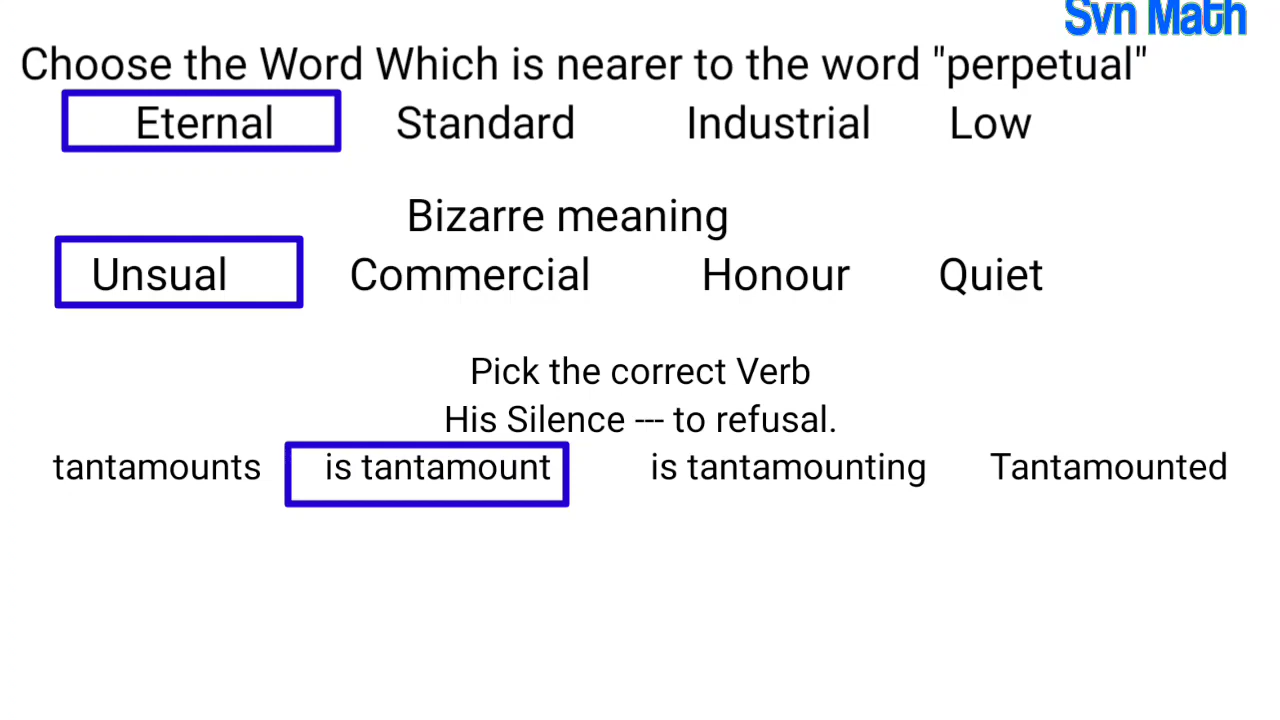 Svn Math
Choose the Word Which is nearer to the word "perpetual"
Eternal Standard Industrial Low
Bizarre meaning
Unsual Commercial Honour Quiet
Pick the correct Verb
His Silence --- to refusal.
tantamounts is tantamount is tantamounting Tantamounted